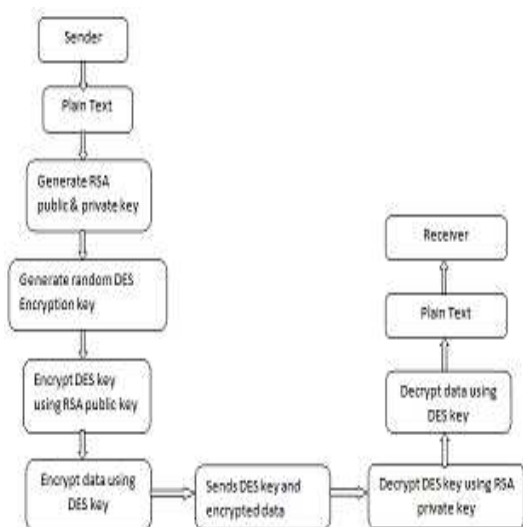 Sender
Plain Text
Generate RSA
public & private key
Generate random DES
Encryption key
Encrypt DES key
using RSA public key
Encrypt data using
DES key
Sends DES key and
encrypted data
Decrypt DES key using RSA
private key
Decrypt data using
DES key
Plain Text
Receiver